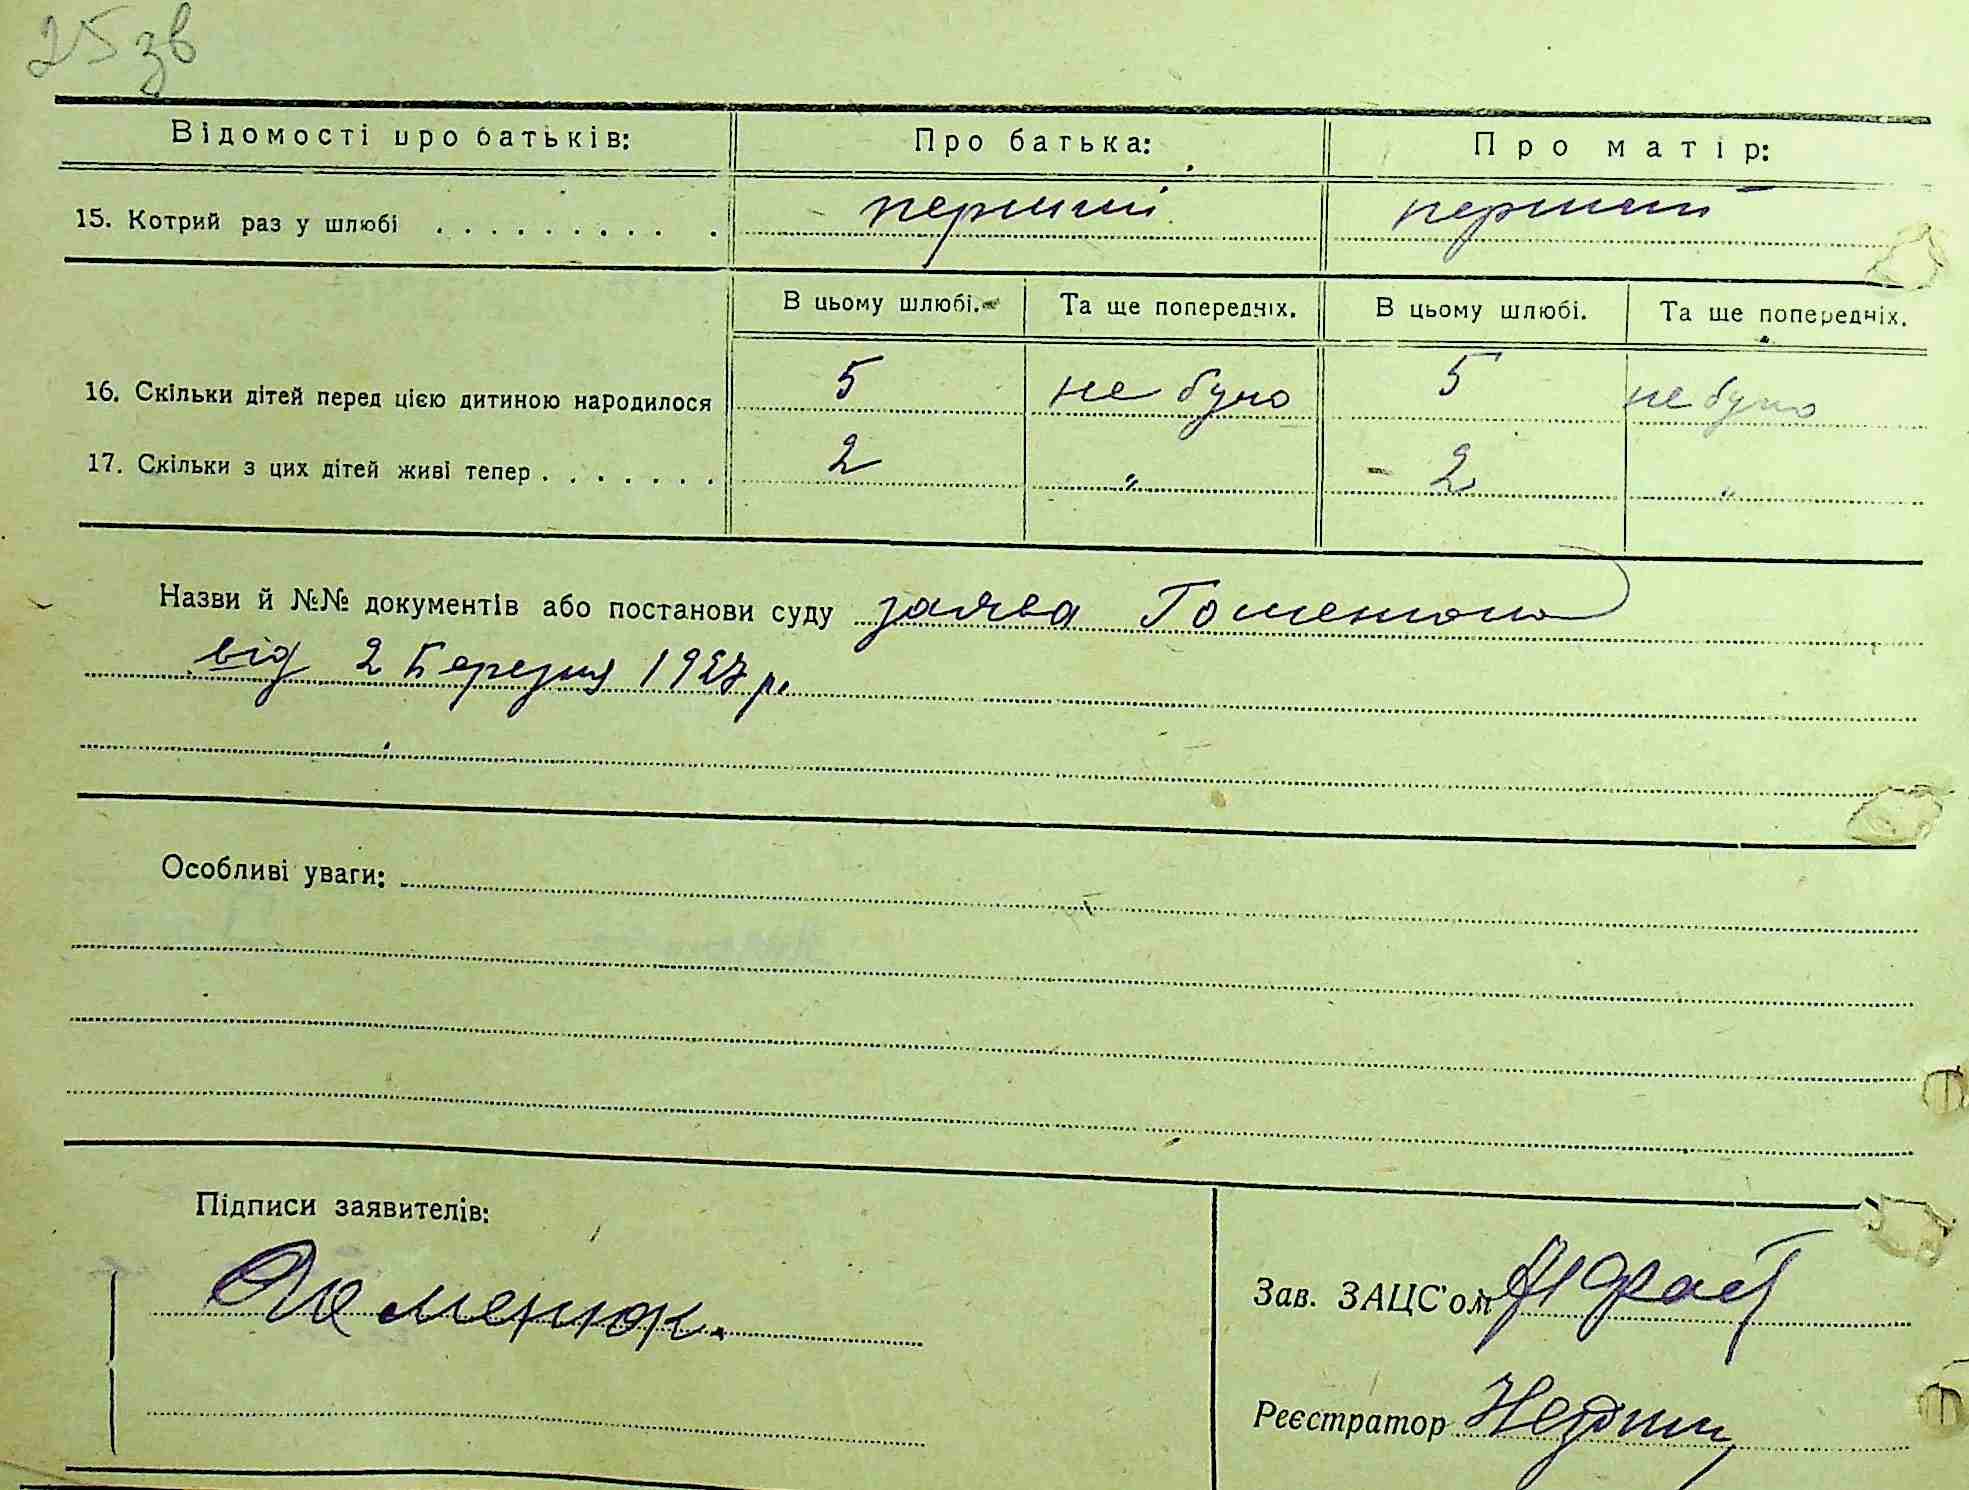 25 зв
Відомості про батьків: Про батька: Про матір:
15. Котрий раз у шлюбі . . . . . . . . . . перший перший
В цьому шлюбі. Та ще попередніх. В цьому шлюбі. Та ще попередніх.
16. Скільки дітей перед цією дитиною народилося 5 не було 5 не було
17. Скільки з цих дітей живі тепер . . . . . . . 2 " - 2 "
Назви й №№ документів або постанови суду заява
від 2 Березня 1927 р.
Особливі уваги:
Підписи заявителів:
Зав. ЗАЦС'ом
Реєстратор